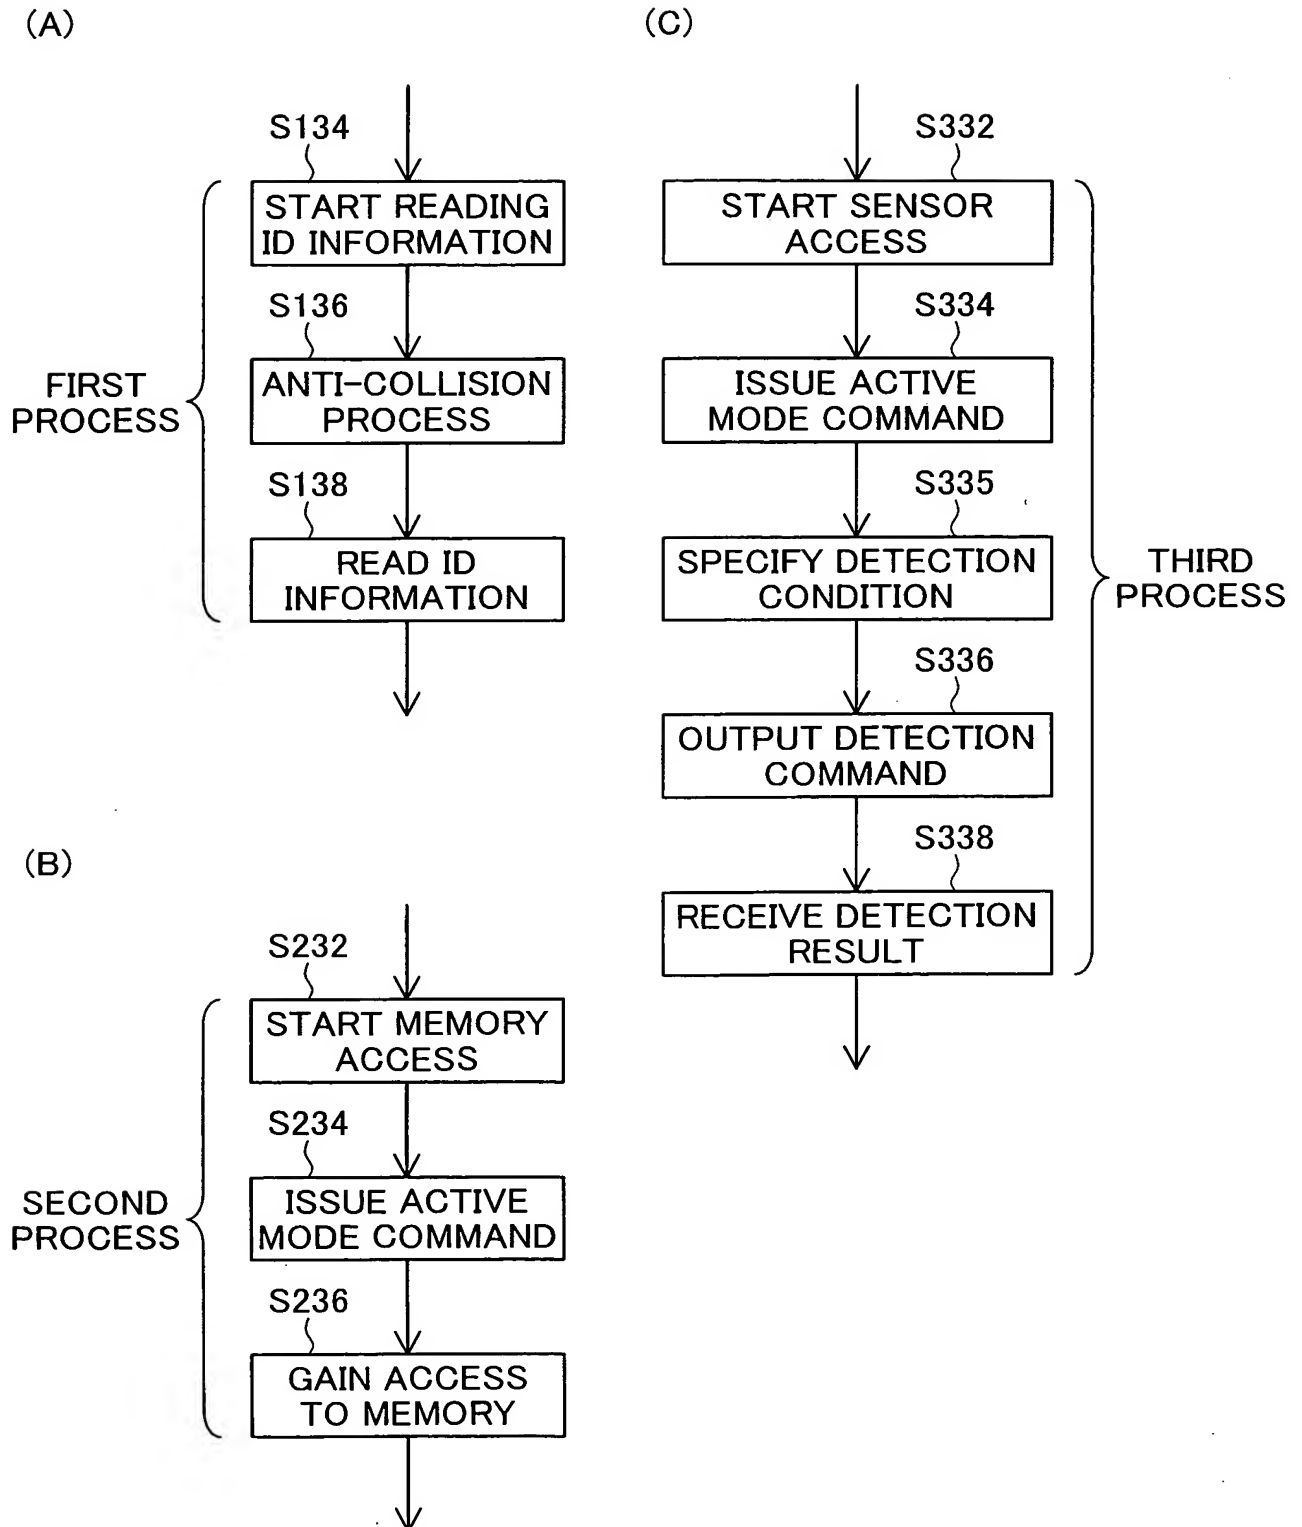 (A)
S134
START READING
ID INFORMATION
S136
ANTI-COLLISION
PROCESS
FIRST
PROCESS
S138
READ ID
INFORMATION
(B)
S232
START MEMORY
ACCESS
S234
ISSUE ACTIVE
MODE COMMAND
SECOND
PROCESS
S236
GAIN ACCESS
TO MEMORY
(C)
S332
START SENSOR
ACCESS
S334
ISSUE ACTIVE
MODE COMMAND
S335
SPECIFY DETECTION
CONDITION
THIRD
PROCESS
S336
OUTPUT DETECTION
COMMAND
S338
RECEIVE DETECTION
RESULT